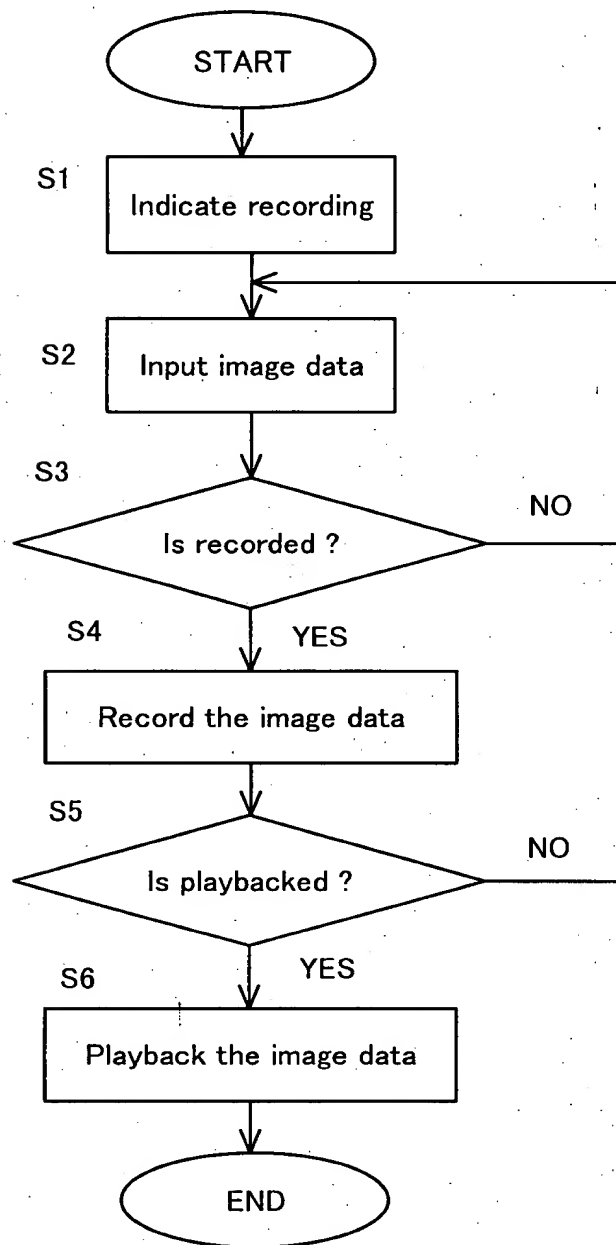 START
S1
Indicate recording
S2
Input image data
S3
Is recorded ?
NO
S4
YES
Record the image data
S5
Is playbacked ?
NO
S6
YES
Playback the image data
END